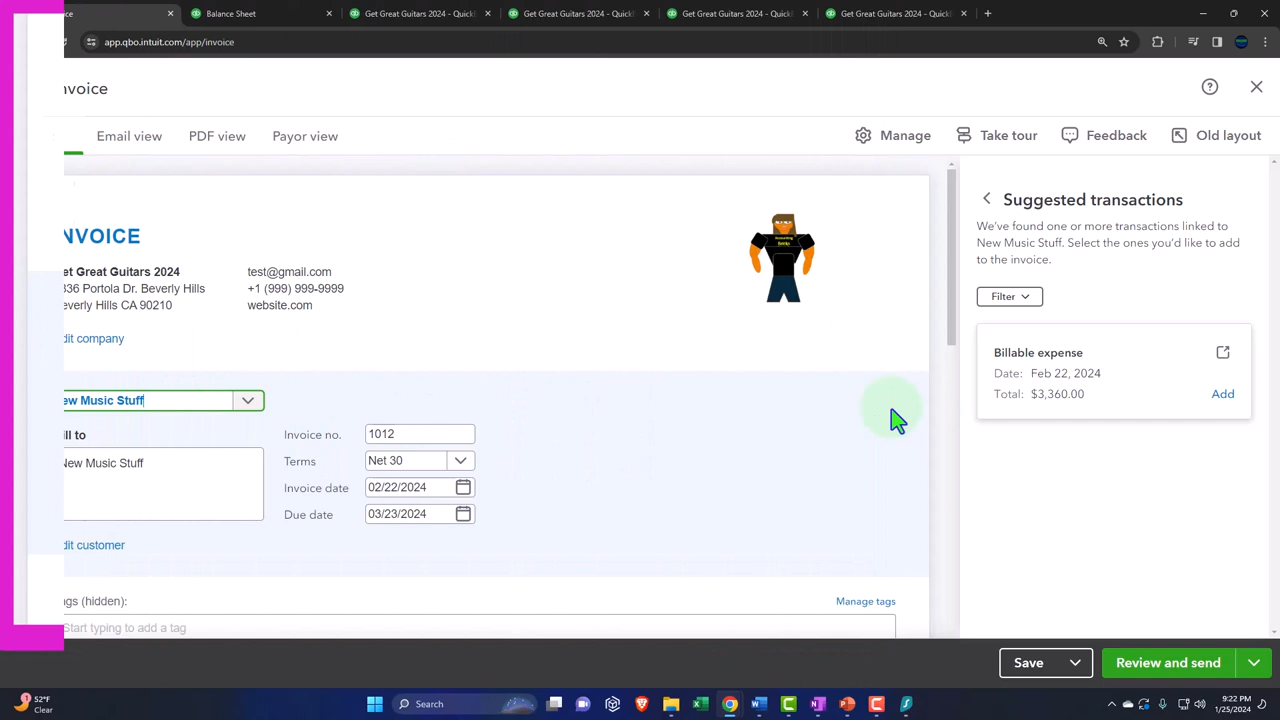 Balance Sheet
Get Great Guitars 2024 – Quickb
Get Great Guitars 2024 – Quickb
Get Great Guitars 2024 – Quickb
Get Great Guitars 2024 – Quickb
app.qbo.intuit.com/app/invoice
nvoice
Email view
PDF view
Payor view
Manage
Take tour
Feedback
Old layout
NVOICE
et Great Guitars 2024
336 Portola Dr. Beverly Hills
everly Hills CA 90210
test@gmail.com
+1 (999) 999-9999
website.com
dit company
ew Music Stuff
ill to
New Music Stuff
Invoice no. 1012
Terms Net 30
Invoice date 02/22/2024
Due date 03/23/2024
dit customer
gs (hidden):
Manage tags
Start typing to add a tag
Suggested transactions
We've found one or more transactions linked to
New Music Stuff. Select the ones you'd like to add
to the invoice.
Filter
Billable expense
Date: Feb 22, 2024
Total: $3,360.00
Add
Save
Review and send
1
52°F
Clear
Search
9:22 PM
1/23/2024